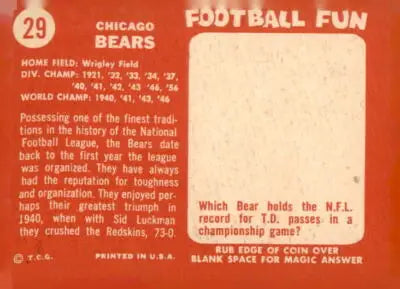 29
CHICAGO
BEARS
HOME FIELD: Wrigley Field
DIV. CHAMP: 1921, '32, '33, '34, '37,
'40, '41, '42, '43, '46, '56
WORLD CHAMP: 1940, '41, '43, '46
Possessing one of the finest tradi-
tions in the history of the National
Football League, the Bears date
back to the first year the league
was organized. They have always
had the reputation for toughness
and organization. They enjoyed per-
haps their greatest triumph in
1940, when with Sid Luckman
they crushed the Redskins, 73-0.
© T.C.G. PRINTED IN U.S.A.
FOOTBALL FUN
Which Bear holds the N.F.L.
record for T.D. passes in a
championship game?
RUB EDGE OF COIN OVER
BLANK SPACE FOR MAGIC ANSWER